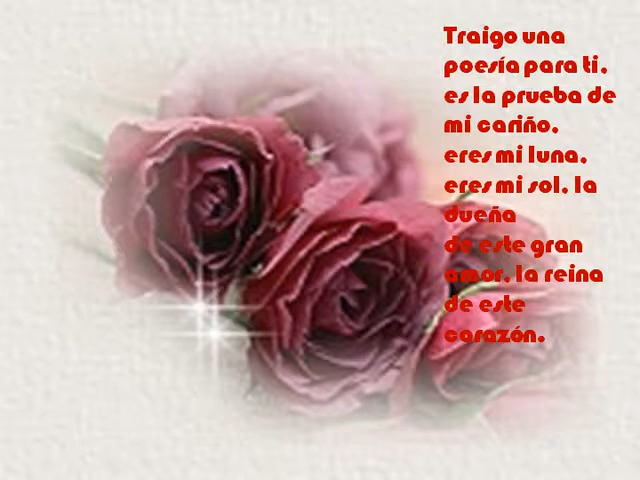 Traigo una
poesía para ti,
es la prueba de
mi cariño,
eres mi luna,
eres mi sol, la
dueña
de este gran
amor, la reina
de este
corazón.